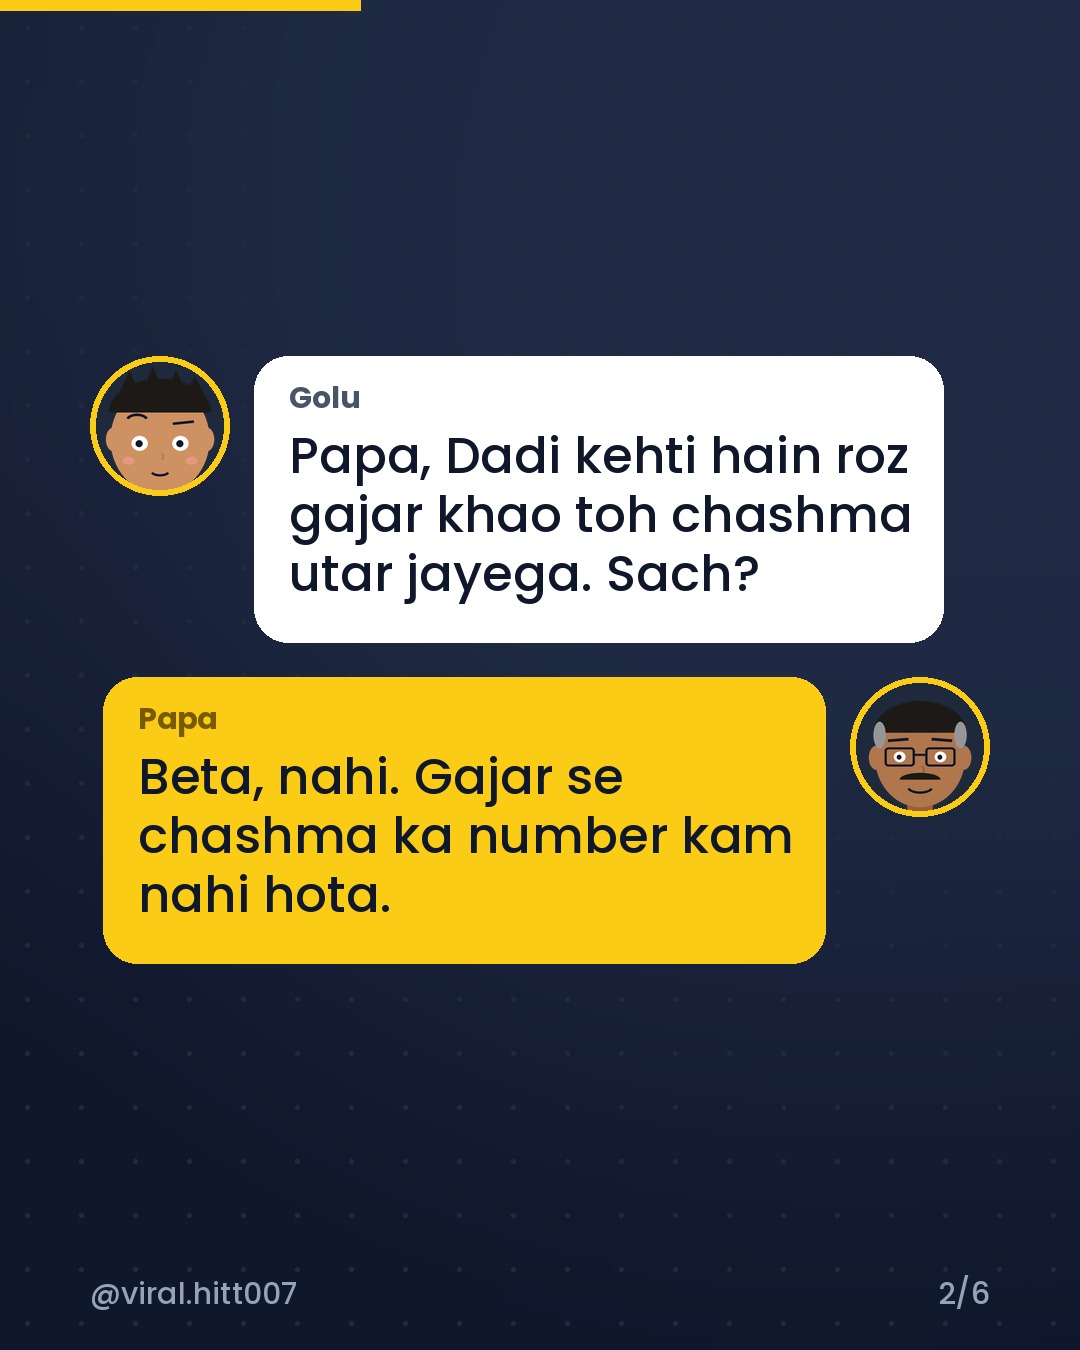 Golu
Papa, Dadi kehti hain roz
gajar khao toh chashma
utar jayega. Sach?
Papa
Beta, nahi. Gajar se
chashma ka number kam
nahi hota.
@viral.hitt007
2/6